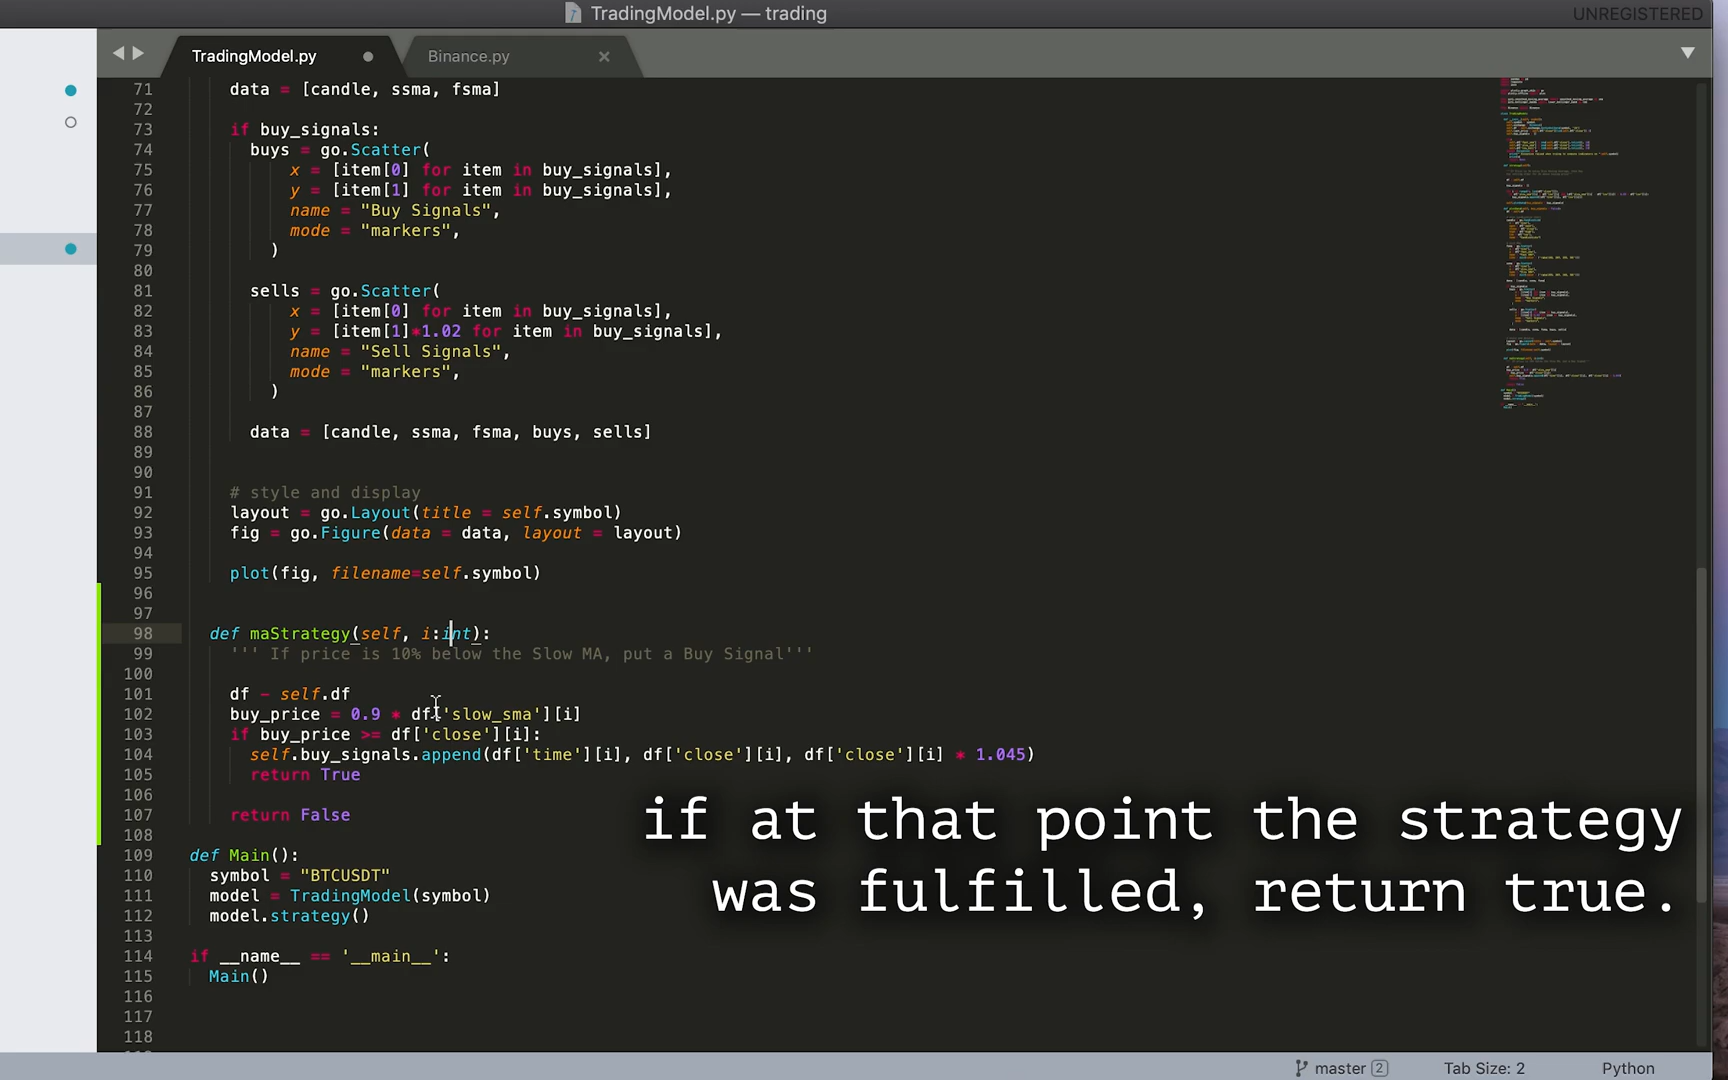 TradingModel.py — trading
UNREGISTERED
TradingModel.py
Binance.py
71 data = [candle, ssma, fsma]
72
73 if buy_signals:
74 buys = go.Scatter(
75 x = [item[0] for item in buy_signals],
76 y = [item[1] for item in buy_signals],
77 name = "Buy Signals",
78 mode = "markers",
79 )
80
81 sells = go.Scatter(
82 x = [item[0] for item in buy_signals],
83 y = [item[1]*1.02 for item in buy_signals],
84 name = "Sell Signals",
85 mode = "markers",
86 )
87
88 data = [candle, ssma, fsma, buys, sells]
89
90
91 # style and display
92 layout = go.Layout(title = self.symbol)
93 fig = go.Figure(data = data, layout = layout)
94
95 plot(fig, filename=self.symbol)
96
97
98 def maStrategy(self, i:int):
99 ''' If price is 10% below the Slow MA, put a Buy Signal'''
100
101 df - self.df
102 buy_price = 0.9 * df['slow_sma'][i]
103 if buy_price >= df['close'][i]:
104 self.buy_signals.append(df['time'][i], df['close'][i], df['close'][i] * 1.045)
105 return True
106
107 return False
108
109 def Main():
110 symbol = "BTCUSDT"
111 model = TradingModel(symbol)
112 model.strategy()
113
114 if __name__ == '__main__':
115 Main()
116
117
118
if at that point the strategy
was fulfilled, return true.
master 2
Tab Size: 2
Python